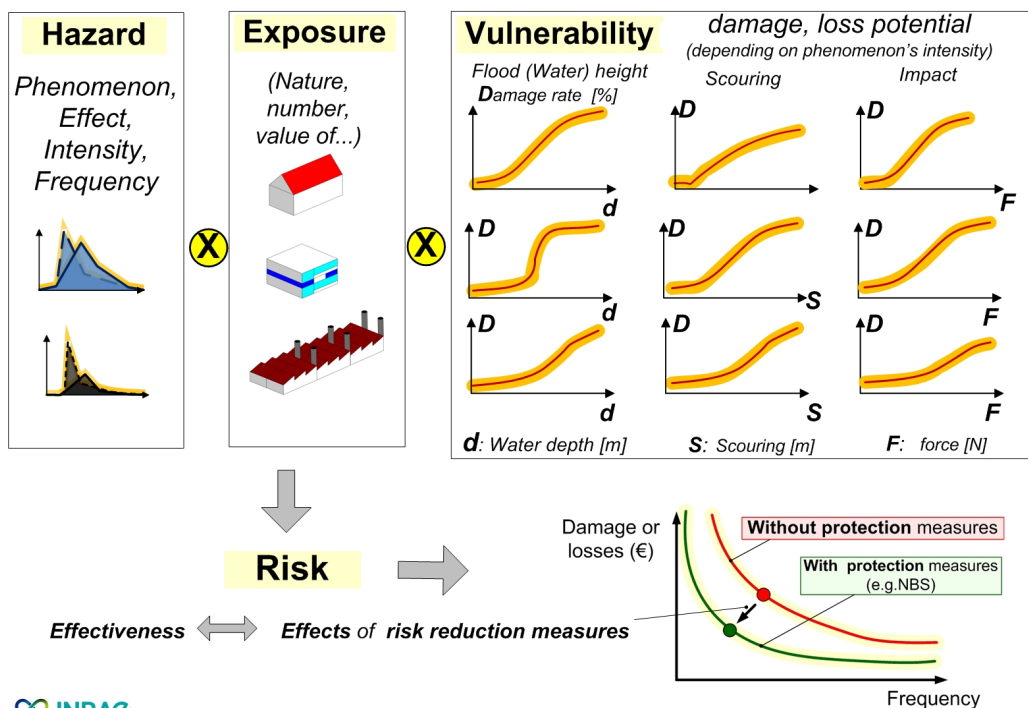 Hazard
Phenomenon,
Effect,
Intensity,
Frequency
X
Exposure
(Nature,
number,
value of...)
X
Vulnerability
damage, loss potential
(depending on phenomenon's intensity)
Flood (Water) height
Damage rate [%]
Scouring
Impact
d
D
D
F
D
d
D
S
D
F
D
d
D
S
D
F
d: Water depth [m]
S: Scouring [m]
F: force [N]
Risk
Effectiveness
Effects of risk reduction measures
Damage or
losses (€)
Without protection measures
With protection measures
(e.g.NBS)
Frequency